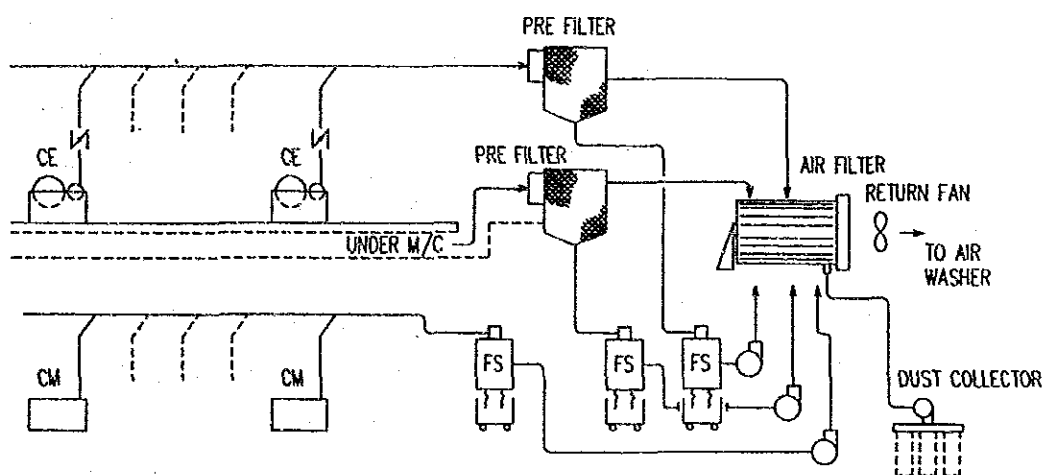 PRE FILTER
CE
CE
PRE FILTER
AIR FILTER
RETURN FAN
UNDER M/C
TO AIR
WASHER
FS
FS
FS
CM
CM
DUST COLLECTOR